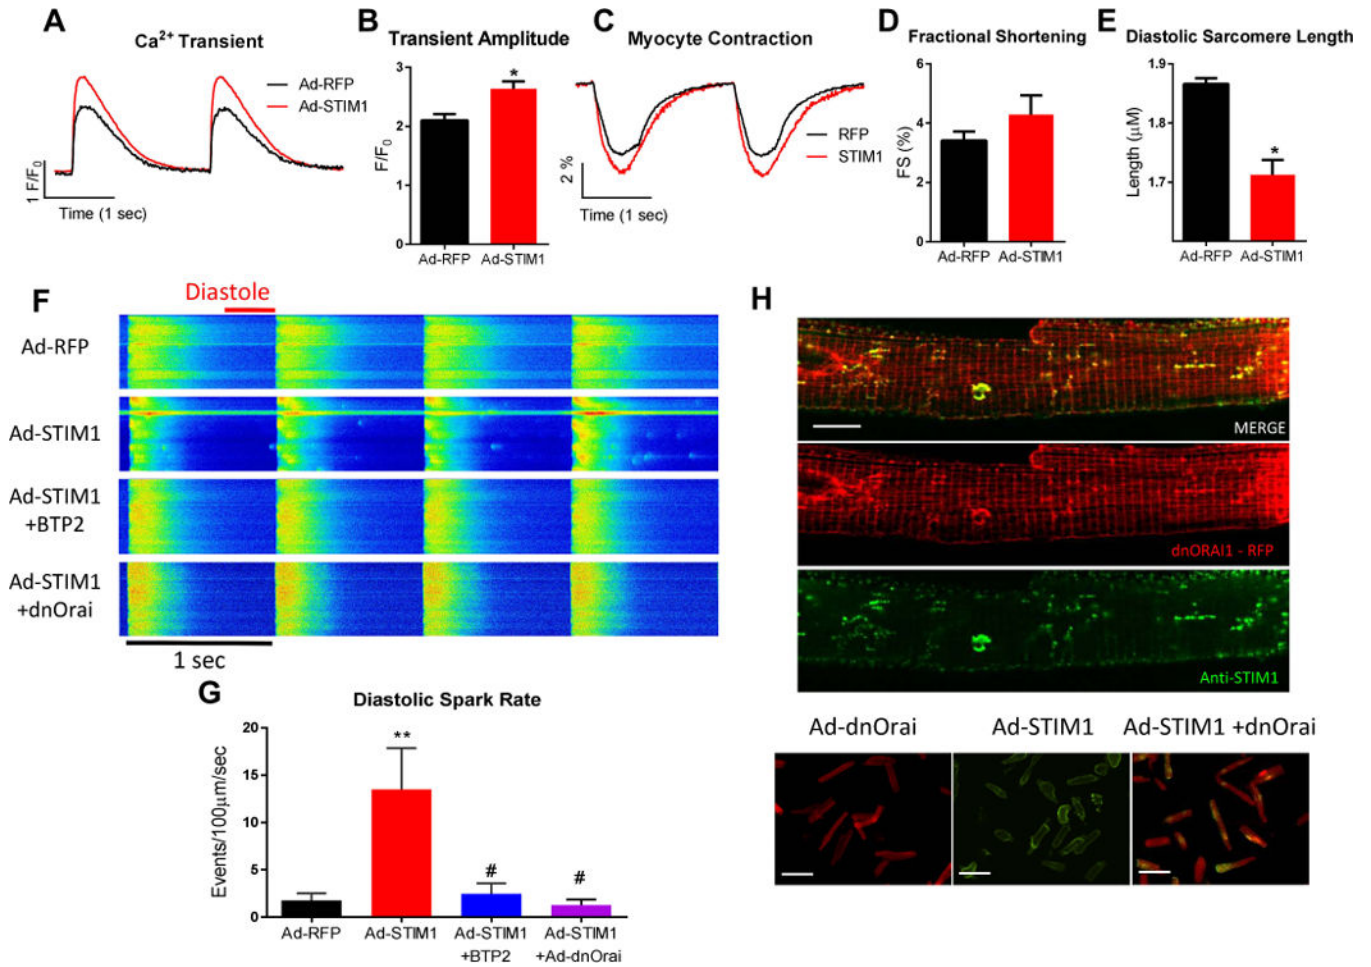 A
Ca²⁺ Transient
Ad-RFP
Ad-STIM1
1 F/F₀
Time (1 sec)
B
Transient Amplitude
F/F₀
3
2
1
0
*
Ad-RFP Ad-STIM1
C
Myocyte Contraction
RFP
STIM1
2 %
Time (1 sec)
D
Fractional Shortening
FS (%)
6
4
2
0
Ad-RFP Ad-STIM1
E
Diastolic Sarcomere Length
Length (µM)
1.9
1.8
1.7
*
Ad-RFP Ad-STIM1
F
Diastole
Ad-RFP
Ad-STIM1
Ad-STIM1
+BTP2
Ad-STIM1
+dnOrai
1 sec
G
Diastolic Spark Rate
Events/100µm/sec
20
15
10
5
0
**
#
#
Ad-RFP Ad-STIM1 Ad-STIM1 Ad-STIM1
+BTP2 +Ad-dnOrai
H
MERGE
dnORAI1 - RFP
Anti-STIM1
Ad-dnOrai Ad-STIM1 Ad-STIM1 +dnOrai